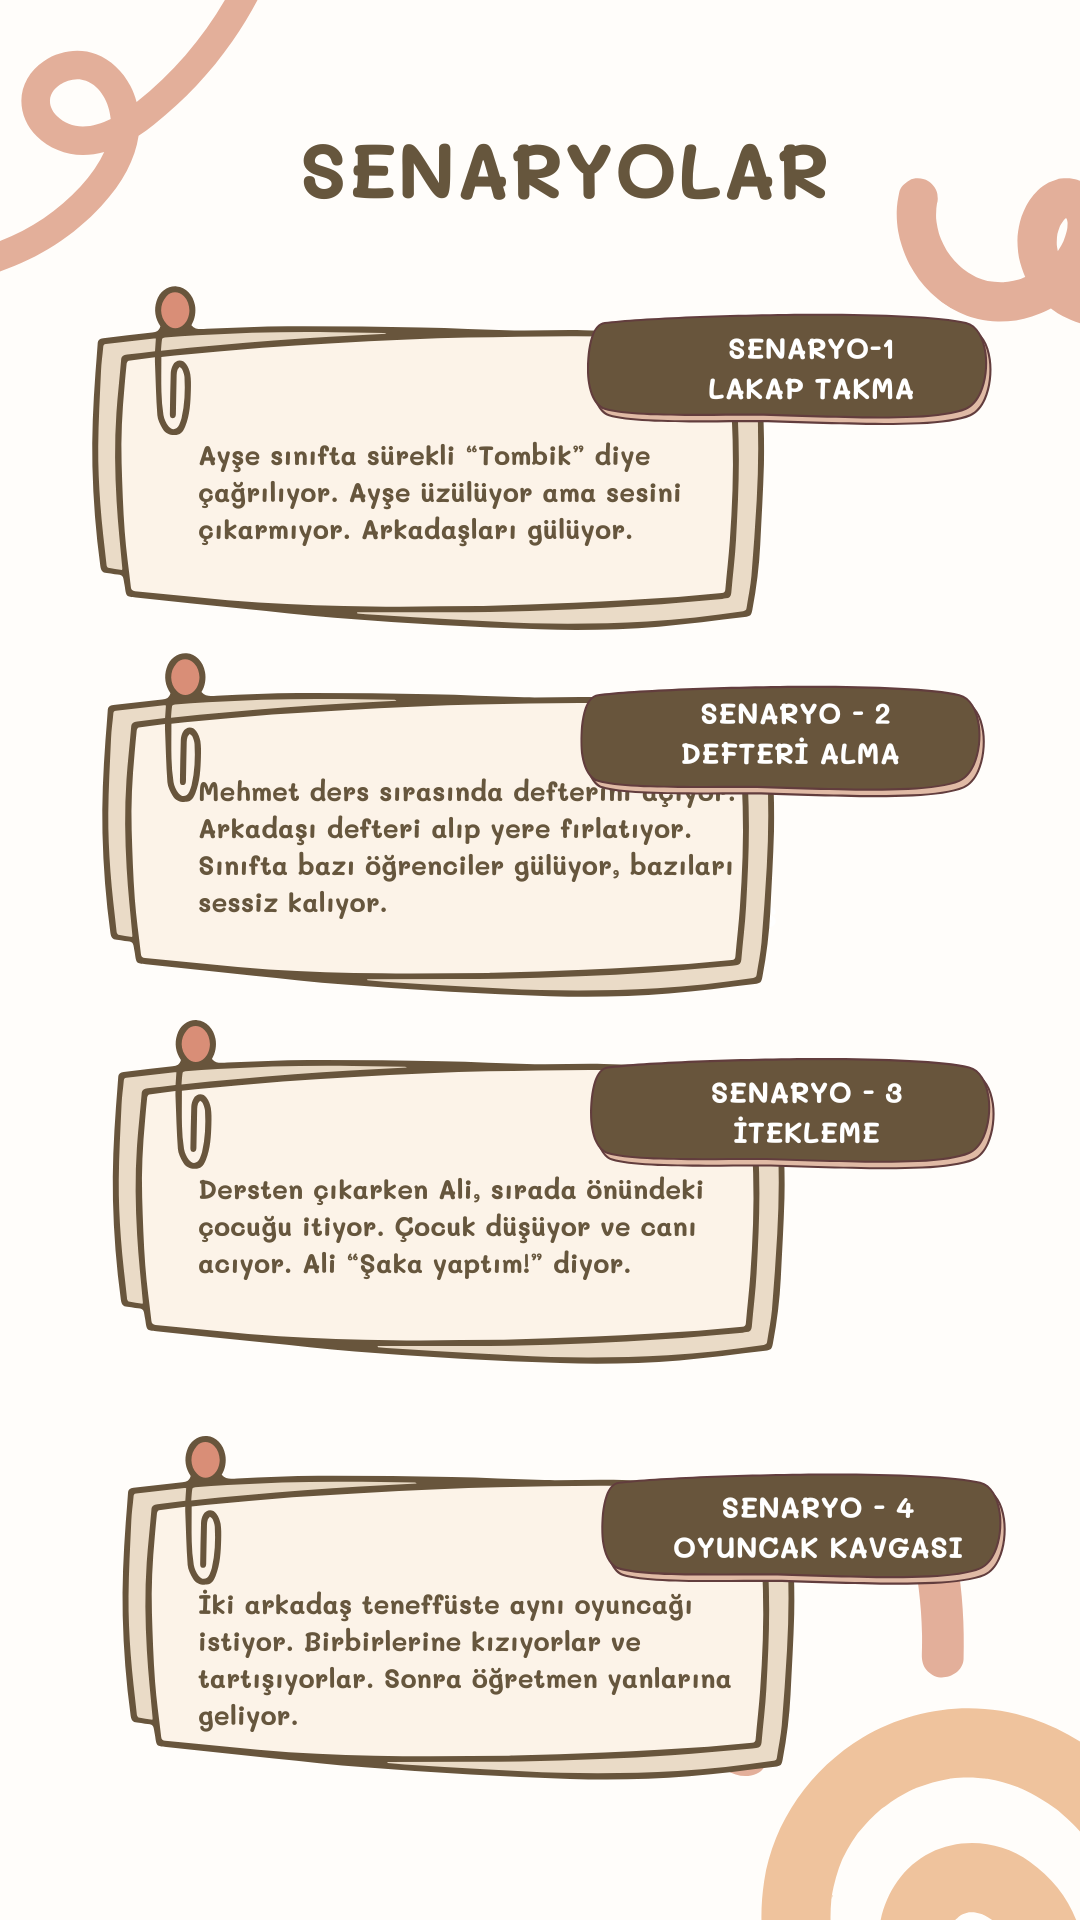 SENARYOLAR
SENARYO-1
LAKAP TAKMA
Ayşe sınıfta sürekli “Tombik” diye
çağrılıyor. Ayşe üzülüyor ama sesini
çıkarmıyor. Arkadaşları gülüyor.
SENARYO - 2
DEFTERİ ALMA
Mehmet ders sırasında defterini açıyor.
Arkadaşı defteri alıp yere fırlatıyor.
Sınıfta bazı öğrenciler gülüyor, bazıları
sessiz kalıyor.
SENARYO - 3
İTEKLEME
Dersten çıkarken Ali, sırada önündeki
çocuğu itiyor. Çocuk düşüyor ve canı
acıyor. Ali “Şaka yaptım!” diyor.
SENARYO - 4
OYUNCAK KAVGASI
İki arkadaş teneffüste aynı oyuncağı
istiyor. Birbirlerine kızıyorlar ve
tartışıyorlar. Sonra öğretmen yanlarına
geliyor.